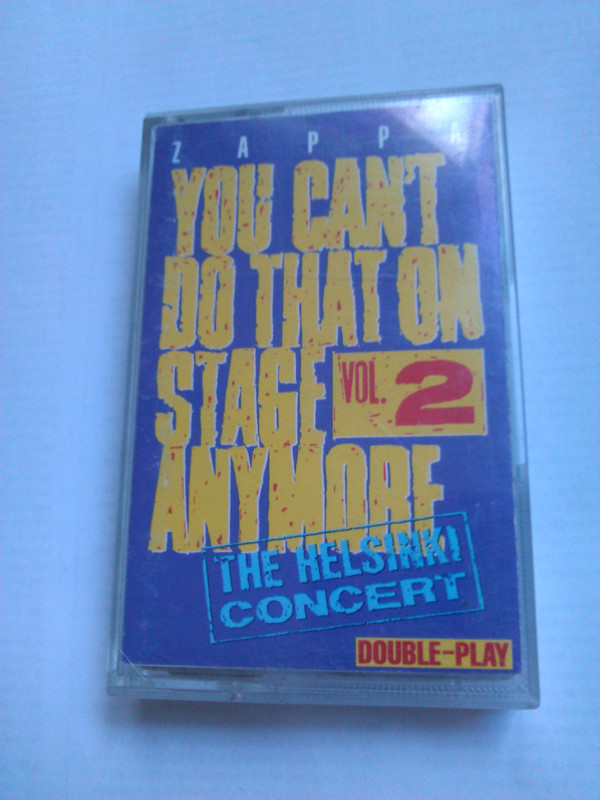 ZAPPA
YOU CAN'T
DO THAT ON
STAGE VOL. 2
ANYMORE
THE HELSINKI
CONCERT
DOUBLE-PLAY